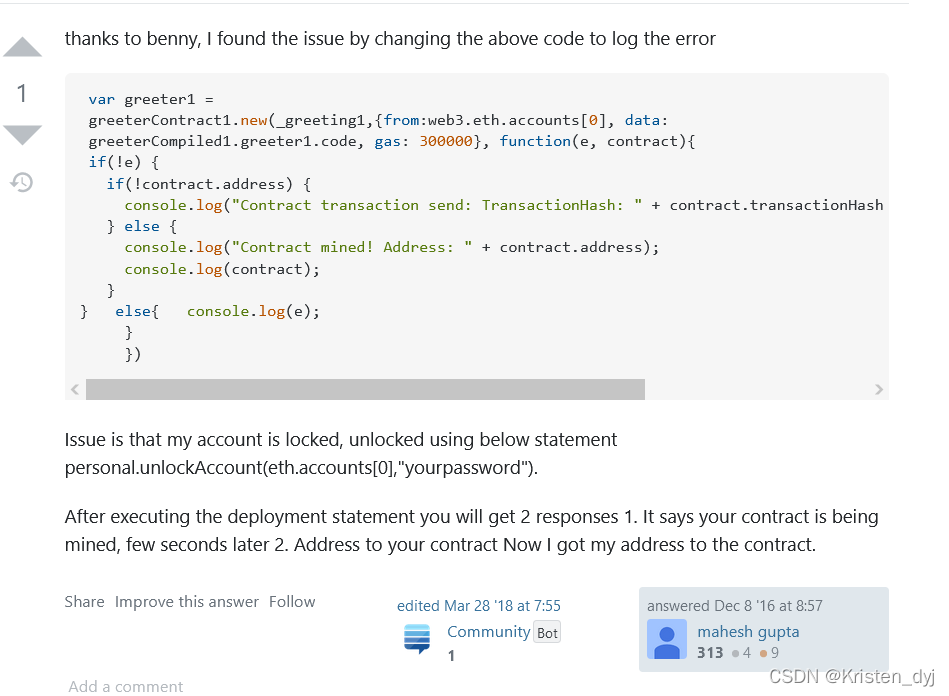 thanks to benny, I found the issue by changing the above code to log the error
1
var greeter1 =
greeterContract1.new(_greeting1,{from:web3.eth.accounts[0], data:
greeterCompiled1.greeter1.code, gas: 300000}, function(e, contract){
if(!e) {
if(!contract.address) {
console.log("Contract transaction send: TransactionHash: " + contract.transactionHash
} else {
console.log("Contract mined! Address: " + contract.address);
console.log(contract);
}
} else{ console.log(e);
}
})
Issue is that my account is locked, unlocked using below statement
personal.unlockAccount(eth.accounts[0],"yourpassword").
After executing the deployment statement you will get 2 responses 1. It says your contract is being
mined, few seconds later 2. Address to your contract Now I got my address to the contract.
Share Improve this answer Follow
edited Mar 28 '18 at 7:55
Community Bot
1
answered Dec 8 '16 at 8:57
mahesh gupta
313 4 9
CSDN @Kristen_dyj
Add a comment